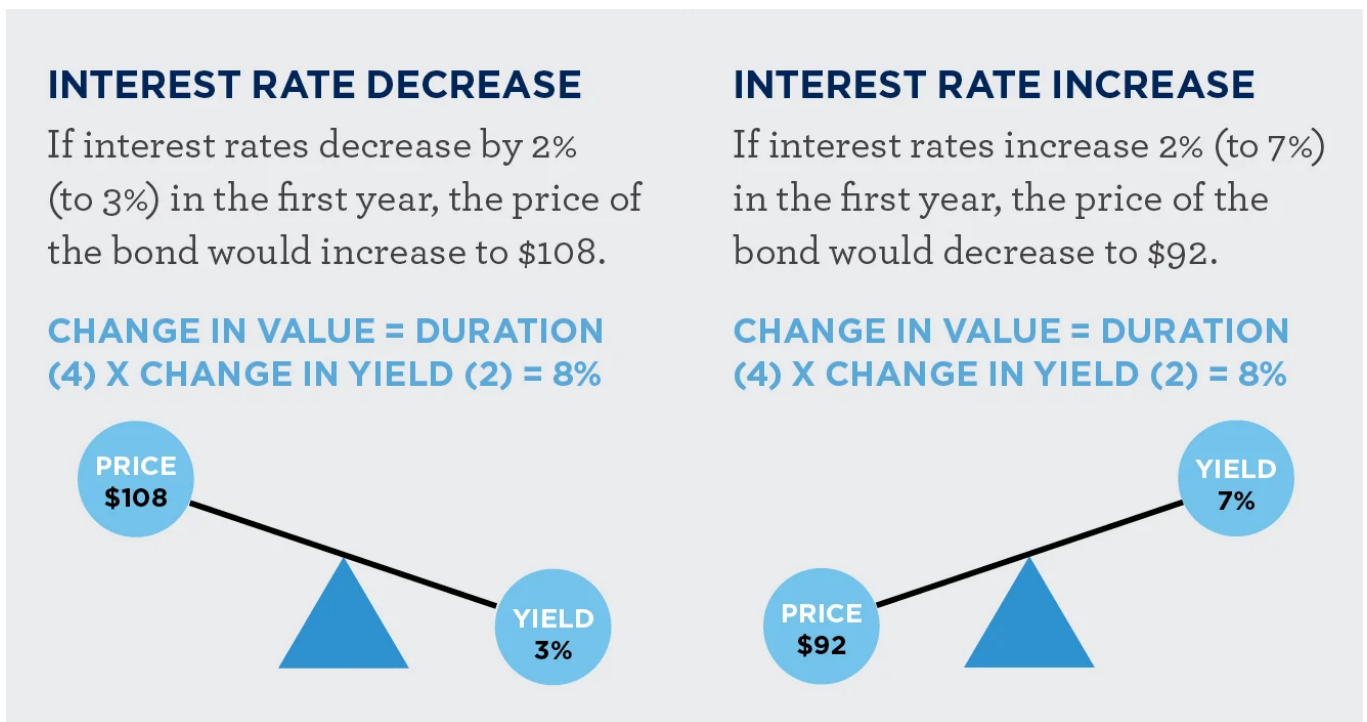 INTEREST RATE DECREASE
If interest rates decrease by 2%
(to 3%) in the first year, the price of
the bond would increase to $108.
CHANGE IN VALUE = DURATION
(4) X CHANGE IN YIELD (2) = 8%
PRICE
$108
YIELD
3%
INTEREST RATE INCREASE
If interest rates increase 2% (to 7%)
in the first year, the price of the
bond would decrease to $92.
CHANGE IN VALUE = DURATION
(4) X CHANGE IN YIELD (2) = 8%
YIELD
7%
PRICE
$92